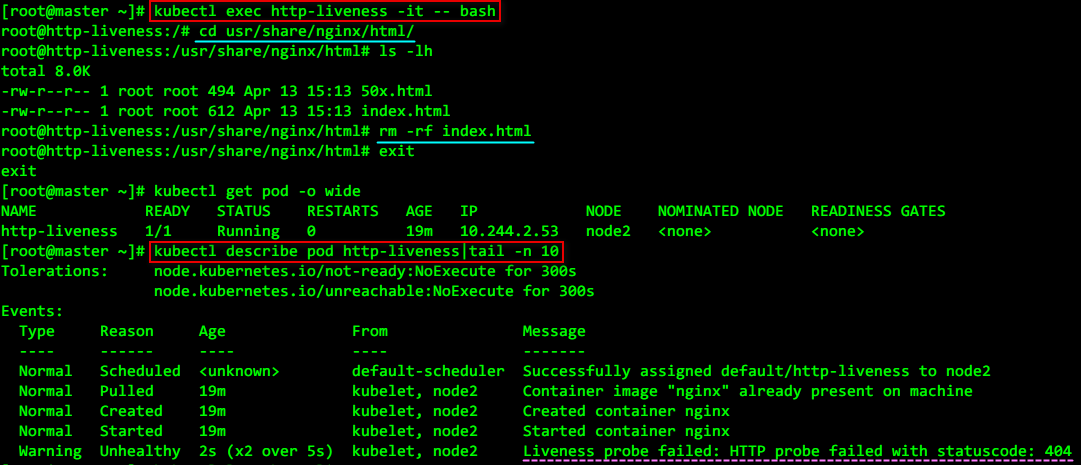 [root@master ~]# kubectl exec http-liveness -it -- bash
root@http-liveness:/# cd usr/share/nginx/html/
root@http-liveness:/usr/share/nginx/html# ls -lh
total 8.0K
-rw-r--r-- 1 root root 494 Apr 13 15:13 50x.html
-rw-r--r-- 1 root root 612 Apr 13 15:13 index.html
root@http-liveness:/usr/share/nginx/html# rm -rf index.html
root@http-liveness:/usr/share/nginx/html# exit
exit
[root@master ~]# kubectl get pod -o wide
NAME            READY   STATUS    RESTARTS   AGE   IP            NODE    NOMINATED NODE   READINESS GATES
http-liveness   1/1     Running   0          19m   10.244.2.53   node2   <none>           <none>
[root@master ~]# kubectl describe pod http-liveness|tail -n 10
Tolerations:     node.kubernetes.io/not-ready:NoExecute for 300s
                 node.kubernetes.io/unreachable:NoExecute for 300s
Events:
  Type     Reason     Age              From               Message
  ----     ------     ----             ----               -------
  Normal   Scheduled  <unknown>        default-scheduler  Successfully assigned default/http-liveness to node2
  Normal   Pulled     19m              kubelet, node2     Container image "nginx" already present on machine
  Normal   Created    19m              kubelet, node2     Created container nginx
  Normal   Started    19m              kubelet, node2     Started container nginx
  Warning  Unhealthy  2s (x2 over 5s)  kubelet, node2     Liveness probe failed: HTTP probe failed with statuscode: 404